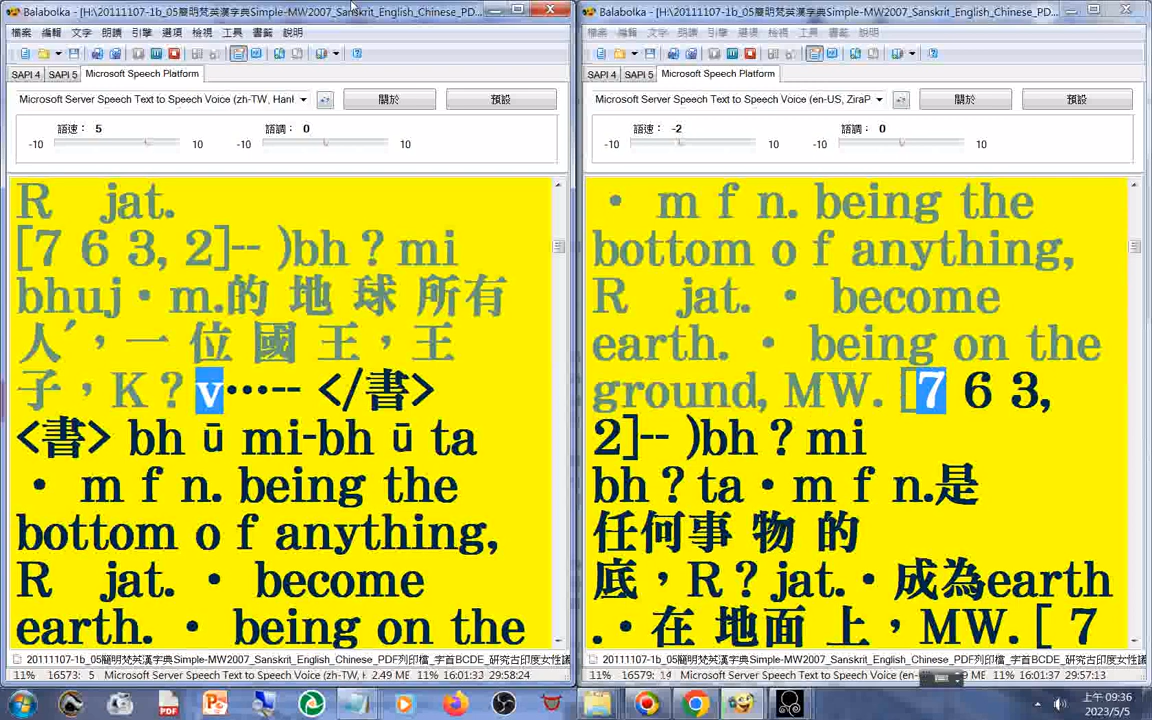 Balabolka - [H:\20111107-1b_05簡明梵英漢字典Simple-MW2007_Sanskrit_English_Chinese_PD...
檔案 編輯 文字 朗讀 引擎 選項 檢視 工具 書籤 說明
SAPI 4 SAPI 5 Microsoft Speech Platform
Microsoft Server Speech Text to Speech Voice (zh-TW, Hanl 關於 預設
語速： 5 語調： 0
-10 10 -10 10
R jat.
[7 6 3, 2]-- )bh ? mi
bhuj • m.的 地 球 所有
人′，一 位 國 王，王
子，K ? v…-- </書>
<書> bh ū mi-bh ū ta
• m f n. being the
bottom o f anything,
R jat. • become
earth. • being on the
20111107-1b_05簡明梵英漢字典Simple-MW2007_Sanskrit_English_Chinese_PDF列印檔_字首BCDE_研究古印度女性議
11% 16573: 5 Microsoft Server Speech Text to Speech Voice (zh-TW, H 2.49 ME 11% 16:01:33 29:58:24
Balabolka - [H:\20111107-1b_05簡明梵英漢字典Simple-MW2007_Sanskrit_English_Chinese_PD...
檔案 編輯 文字 朗讀 引擎 選項 檢視 工具 書籤 說明
SAPI 4 SAPI 5 Microsoft Speech Platform
Microsoft Server Speech Text to Speech Voice (en-US, ZiraP 關於 預設
語速： -2 語調： 0
-10 10 -10 10
• m f n. being the
bottom o f anything,
R jat. • become
earth. • being on the
ground, MW. [7 6 3,
2]-- )bh ? mi
bh ? ta • m f n.是
任何事 物 的
底，R ? jat. • 成為earth
. • 在 地面 上，MW. [ 7
20111107-1b_05簡明梵英漢字典Simple-MW2007_Sanskrit_English_Chinese_PDF列印檔_字首BCDE_研究古印度女性議
11% 16579: 14 Microsoft Server Speech Text to Speech Voice (en-U ME 11% 16:01:37 29:57:13
上午 09:36
2023/5/5